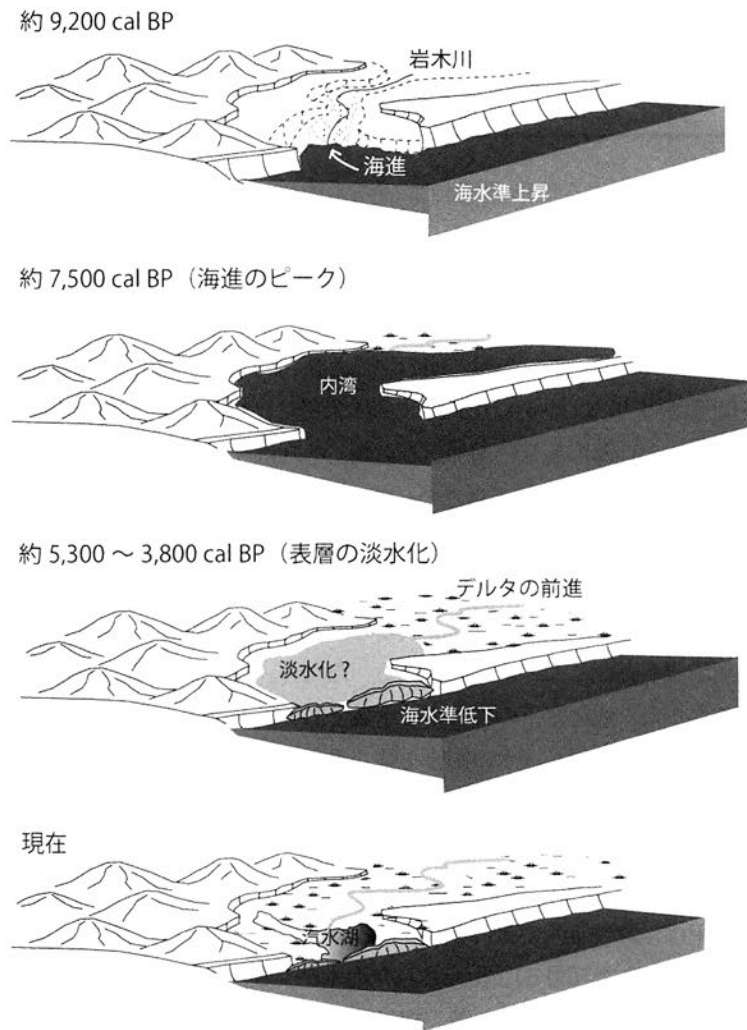 約 9,200 cal BP
岩木川
海進
海水準上昇
約 7,500 cal BP（海進のピーク）
内湾
約 5,300 ～ 3,800 cal BP（表層の淡水化）
デルタの前進
淡水化 ?
海水準低下
現在
汽水湖